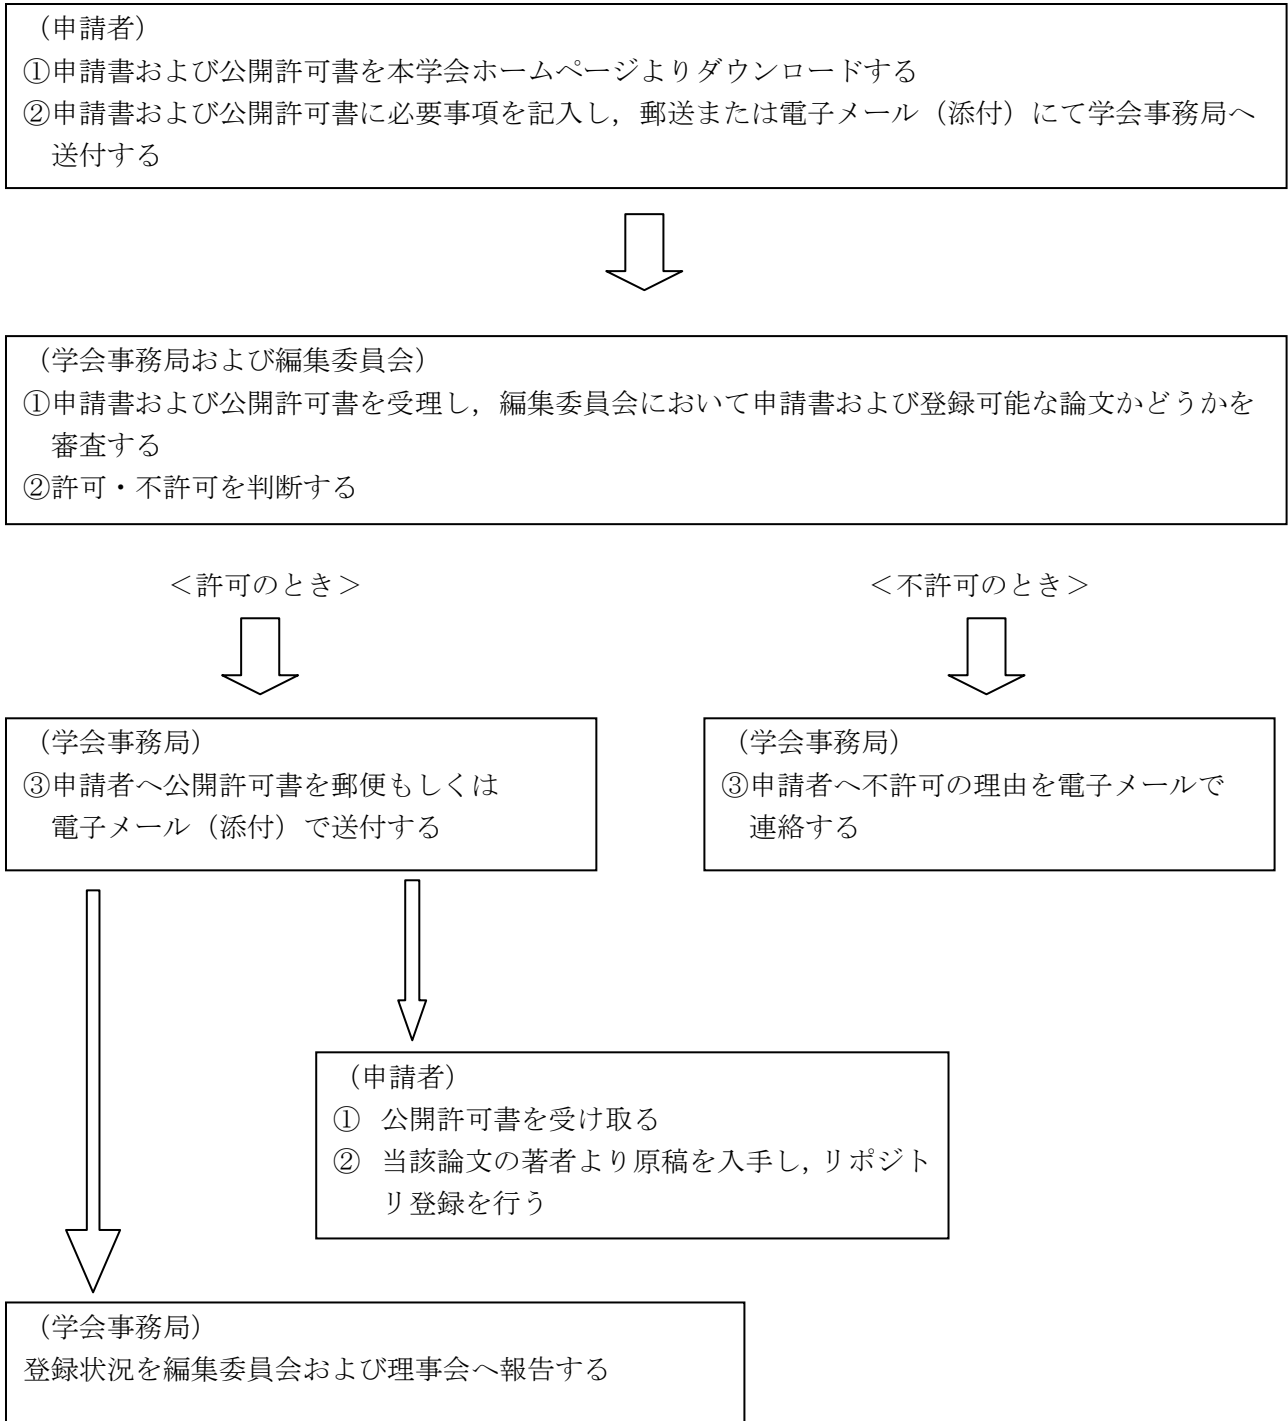 （申請者）
①申請書および公開許可書を本学会ホームページよりダウンロードする
②申請書および公開許可書に必要事項を記入し，郵送または電子メール（添付）にて学会事務局へ
送付する
（学会事務局および編集委員会）
①申請書および公開許可書を受理し，編集委員会において申請書および登録可能な論文かどうかを
審査する
②許可・不許可を判断する
＜許可のとき＞
＜不許可のとき＞
（学会事務局）
③申請者へ公開許可書を郵便もしくは
電子メール（添付）で送付する
（学会事務局）
③申請者へ不許可の理由を電子メールで
連絡する
（申請者）
① 公開許可書を受け取る
② 当該論文の著者より原稿を入手し，リポジト
リ登録を行う
（学会事務局）
登録状況を編集委員会および理事会へ報告する